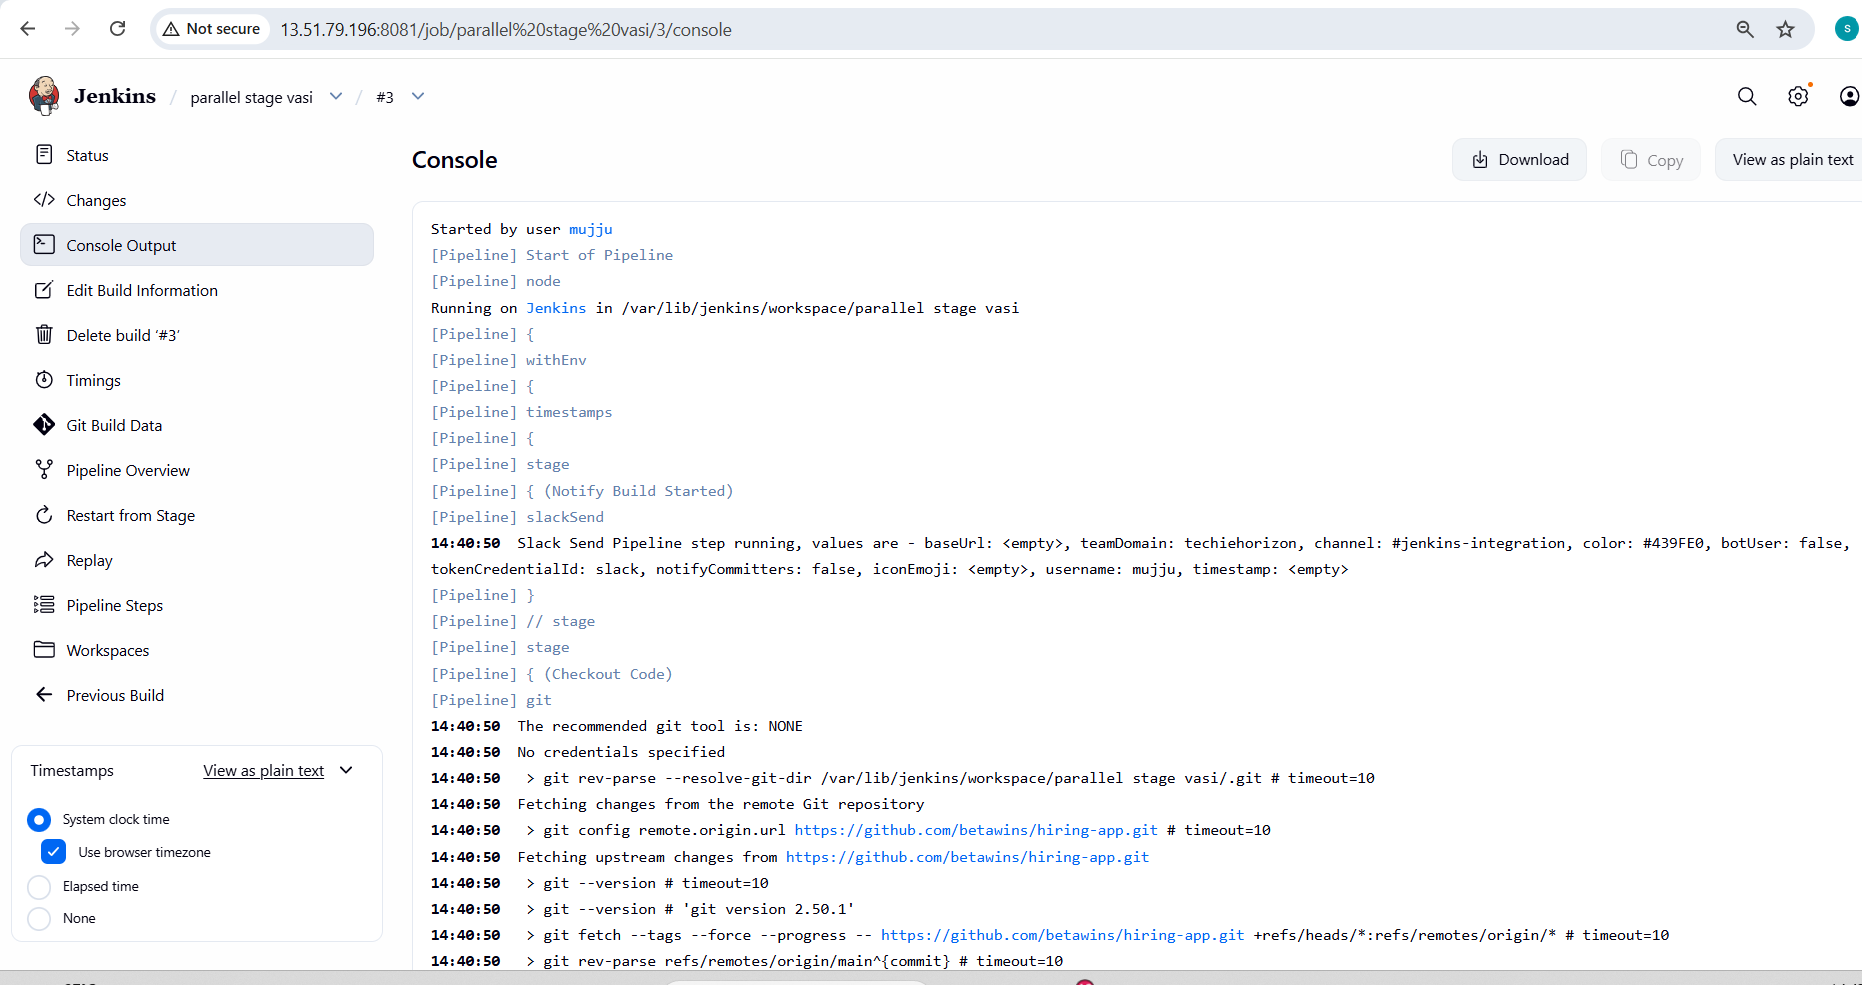 Not secure 13.51.79.196:8081/job/parallel%20stage%20vasi/3/console S
Jenkins / parallel stage vasi / #3
Status
Changes
Console Output
Edit Build Information
Delete build ‘#3’
Timings
Git Build Data
Pipeline Overview
Restart from Stage
Replay
Pipeline Steps
Workspaces
Previous Build
Timestamps View as plain text
System clock time
Use browser timezone
Elapsed time
None
Console Download Copy View as plain text
Started by user mujju
[Pipeline] Start of Pipeline
[Pipeline] node
Running on Jenkins in /var/lib/jenkins/workspace/parallel stage vasi
[Pipeline] {
[Pipeline] withEnv
[Pipeline] {
[Pipeline] timestamps
[Pipeline] {
[Pipeline] stage
[Pipeline] { (Notify Build Started)
[Pipeline] slackSend
14:40:50 Slack Send Pipeline step running, values are - baseUrl: <empty>, teamDomain: techiehorizon, channel: #jenkins-integration, color: #439FE0, botUser: false,
tokenCredentialId: slack, notifyCommitters: false, iconEmoji: <empty>, username: mujju, timestamp: <empty>
[Pipeline] }
[Pipeline] // stage
[Pipeline] stage
[Pipeline] { (Checkout Code)
[Pipeline] git
14:40:50 The recommended git tool is: NONE
14:40:50 No credentials specified
14:40:50 > git rev-parse --resolve-git-dir /var/lib/jenkins/workspace/parallel stage vasi/.git # timeout=10
14:40:50 Fetching changes from the remote Git repository
14:40:50 > git config remote.origin.url https://github.com/betawins/hiring-app.git # timeout=10
14:40:50 Fetching upstream changes from https://github.com/betawins/hiring-app.git
14:40:50 > git --version # timeout=10
14:40:50 > git --version # 'git version 2.50.1'
14:40:50 > git fetch --tags --force --progress -- https://github.com/betawins/hiring-app.git +refs/heads/*:refs/remotes/origin/* # timeout=10
14:40:50 > git rev-parse refs/remotes/origin/main^{commit} # timeout=10